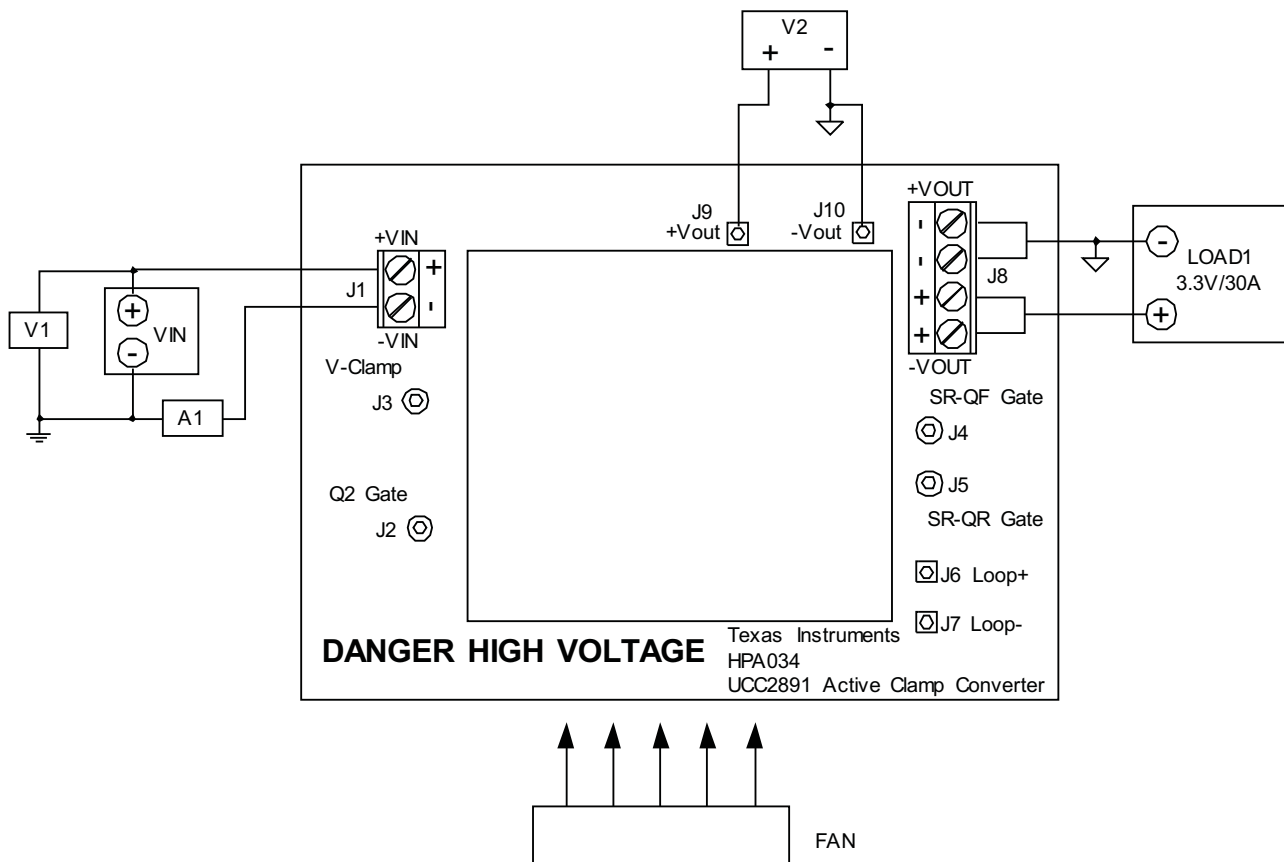 V2
+ -
J9
+Vout
J10
-Vout
+VOUT
-
-
+
+
J8
-VOUT
-
LOAD1
3.3V/30A
+
+VIN
J1
+
-
-VIN
V1
+
VIN
-
A1
V-Clamp
J3
SR-QF Gate
J4
Q2 Gate
J2
J5
SR-QR Gate
J6 Loop+
J7 Loop-
DANGER HIGH VOLTAGE
Texas Instruments
HPA034
UCC2891 Active Clamp Converter
FAN